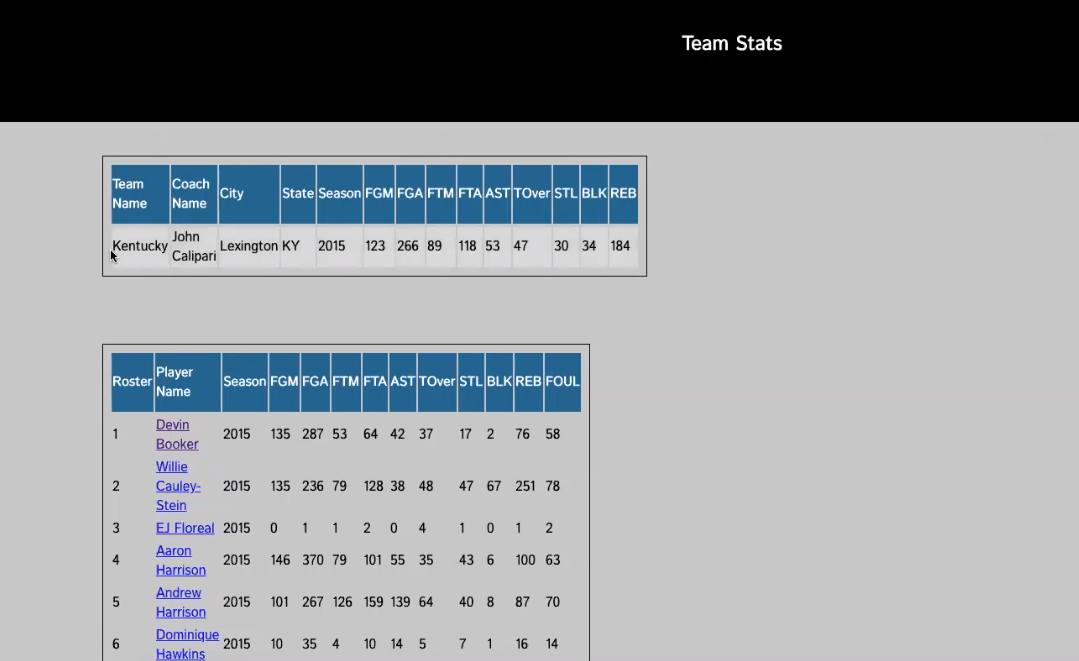 Team Stats
Team Name Coach Name City State Season FGM FGA FTM FTA AST TOver STL BLK REB
Kentucky John Calipari Lexington KY 2015 123 266 89 118 53 47 30 34 184
Roster Player Name Season FGM FGA FTM FTA AST TOver STL BLK REB FOUL
1 Devin Booker 2015 135 287 53 64 42 37 17 2 76 58
2 Willie Cauley-Stein 2015 135 236 79 128 38 48 47 67 251 78
3 EJ Floreal 2015 0 1 1 2 0 4 1 0 1 2
4 Aaron Harrison 2015 146 370 79 101 55 35 43 6 100 63
5 Andrew Harrison 2015 101 267 126 159 139 64 40 8 87 70
6 Dominique Hawkins 2015 10 35 4 10 14 5 7 1 16 14